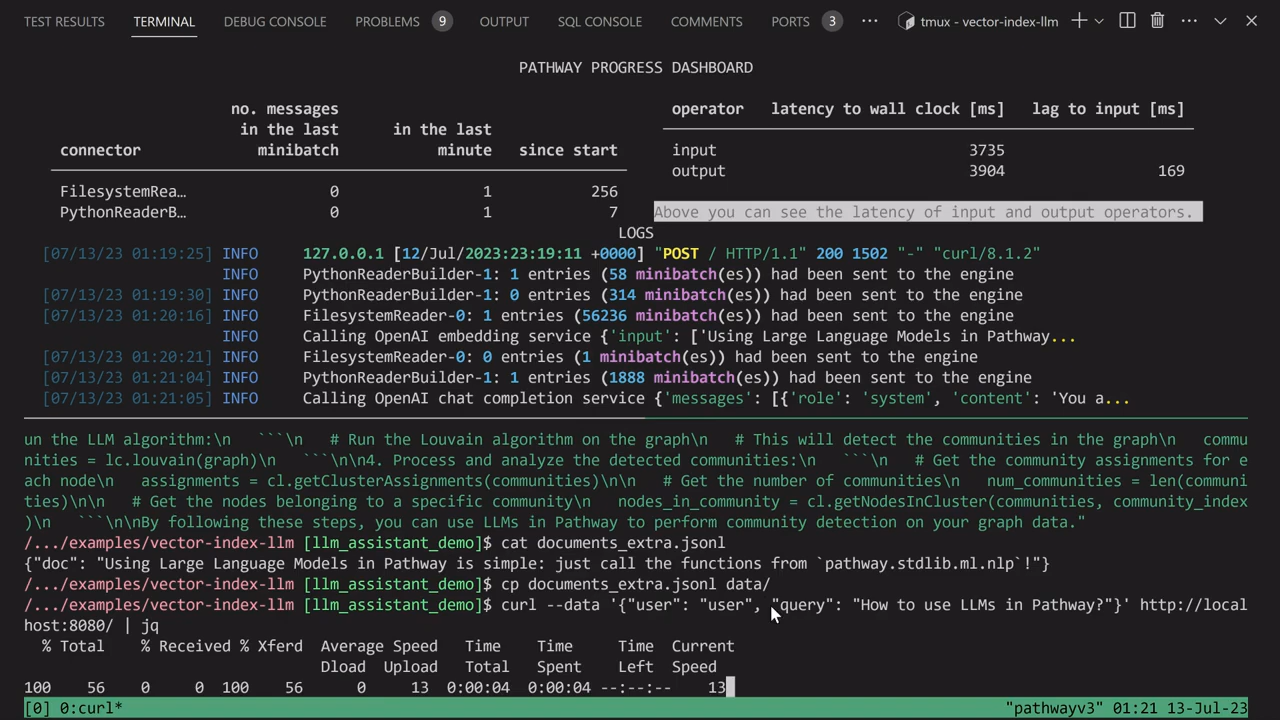 TEST RESULTS TERMINAL DEBUG CONSOLE PROBLEMS 9 OUTPUT SQL CONSOLE COMMENTS PORTS 3 ... tmux - vector-index-llm
PATHWAY PROGRESS DASHBOARD
no. messages
in the last in the last
connector minibatch minute since start
FilesystemRea… 0 1 256
PythonReaderB… 0 1 7
operator latency to wall clock [ms] lag to input [ms]
input 3735
output 3904 169
Above you can see the latency of input and output operators.
LOGS
[07/13/23 01:19:25] INFO 127.0.0.1 [12/Jul/2023:23:19:11 +0000] "POST / HTTP/1.1" 200 1502 "-" "curl/8.1.2"
PythonReaderBuilder-1: 1 entries (58 minibatch(es)) had been sent to the engine
[07/13/23 01:19:30] INFO PythonReaderBuilder-1: 0 entries (314 minibatch(es)) had been sent to the engine
[07/13/23 01:20:16] INFO FilesystemReader-0: 1 entries (56236 minibatch(es)) had been sent to the engine
INFO Calling OpenAI embedding service {'input': ['Using Large Language Models in Pathway...
[07/13/23 01:20:21] INFO FilesystemReader-0: 0 entries (1 minibatch(es)) had been sent to the engine
[07/13/23 01:21:04] INFO PythonReaderBuilder-1: 1 entries (1888 minibatch(es)) had been sent to the engine
[07/13/23 01:21:05] INFO Calling OpenAI chat completion service {'messages': [{'role': 'system', 'content': 'You a...
un the LLM algorithm:\n ```\n # Run the Louvain algorithm on the graph\n # This will detect the communities in the graph\n commu
nities = lc.louvain(graph)\n ```\n\n4. Process and analyze the detected communities:\n ```\n # Get the community assignments for e
ach node\n assignments = cl.getClusterAssignments(communities)\n\n # Get the number of communities\n num_communities = len(communi
ties)\n\n # Get the nodes belonging to a specific community\n nodes_in_community = cl.getNodesInCluster(communities, community_index
)\n ```\n\nBy following these steps, you can use LLMs in Pathway to perform community detection on your graph data."
/.../examples/vector-index-llm [llm_assistant_demo]$ cat documents_extra.jsonl
{"doc": "Using Large Language Models in Pathway is simple: just call the functions from `pathway.stdlib.ml.nlp`!"}
/.../examples/vector-index-llm [llm_assistant_demo]$ cp documents_extra.jsonl data/
/.../examples/vector-index-llm [llm_assistant_demo]$ curl --data '{"user": "user", "query": "How to use LLMs in Pathway?"}' http://local
host:8080/ | jq
% Total % Received % Xferd Average Speed Time Time Time Current
Dload Upload Total Spent Left Speed
100 56 0 0 100 56 0 13 0:00:04 0:00:04 --:--:-- 13
[0] 0:curl* "pathwayv3" 01:21 13-Jul-23